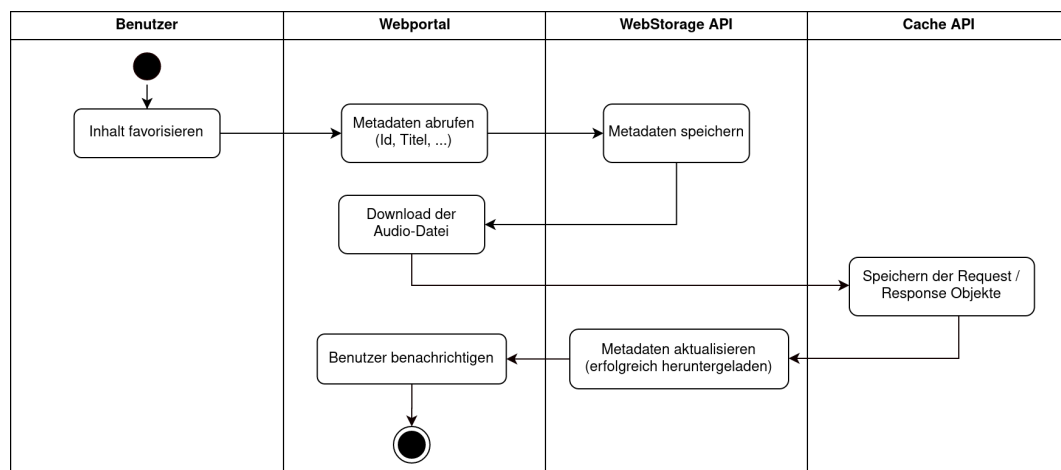 Benutzer
Webportal
WebStorage API
Cache API
Inhalt favorisieren
Metadaten abrufen
(Id, Titel, ...)
Metadaten speichern
Download der
Audio-Datei
Speichern der Request /
Response Objekte
Metadaten aktualisieren
(erfolgreich heruntergeladen)
Benutzer benachrichtigen